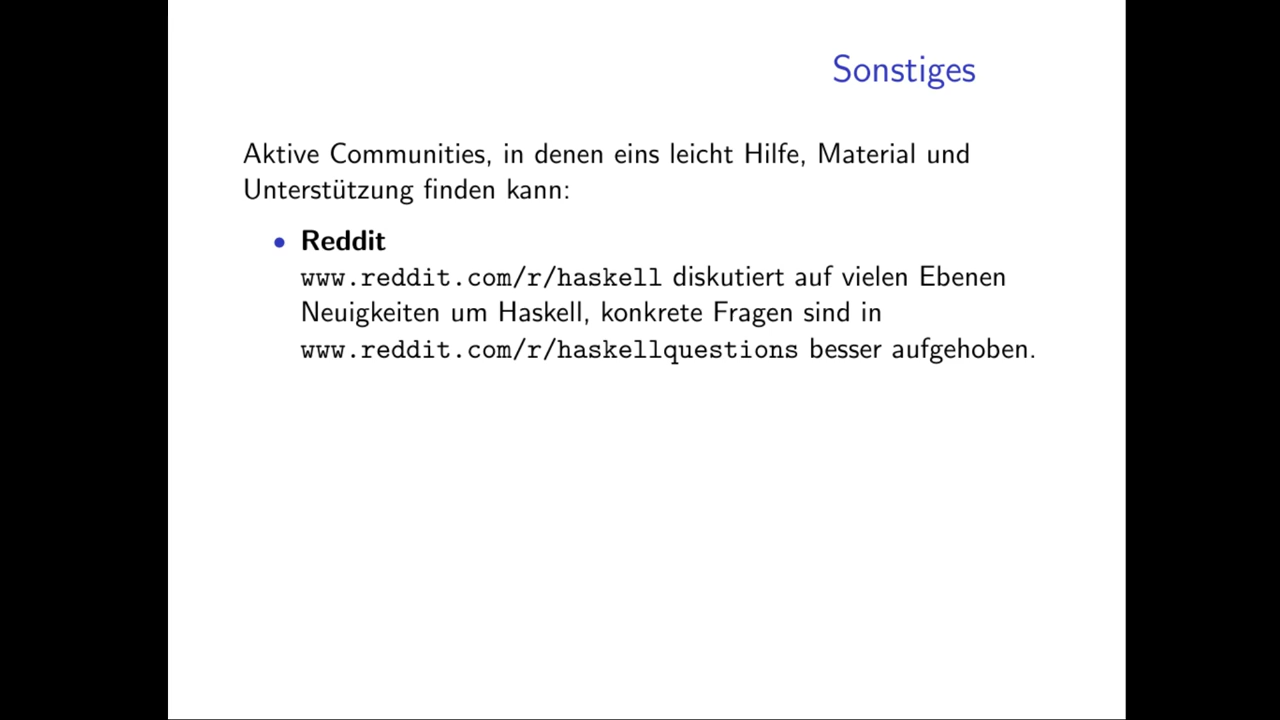 Sonstiges
Aktive Communities, in denen eins leicht Hilfe, Material und
Unterstützung finden kann:
• Reddit
www.reddit.com/r/haskell diskutiert auf vielen Ebenen
Neuigkeiten um Haskell, konkrete Fragen sind in
www.reddit.com/r/haskellquestions besser aufgehoben.